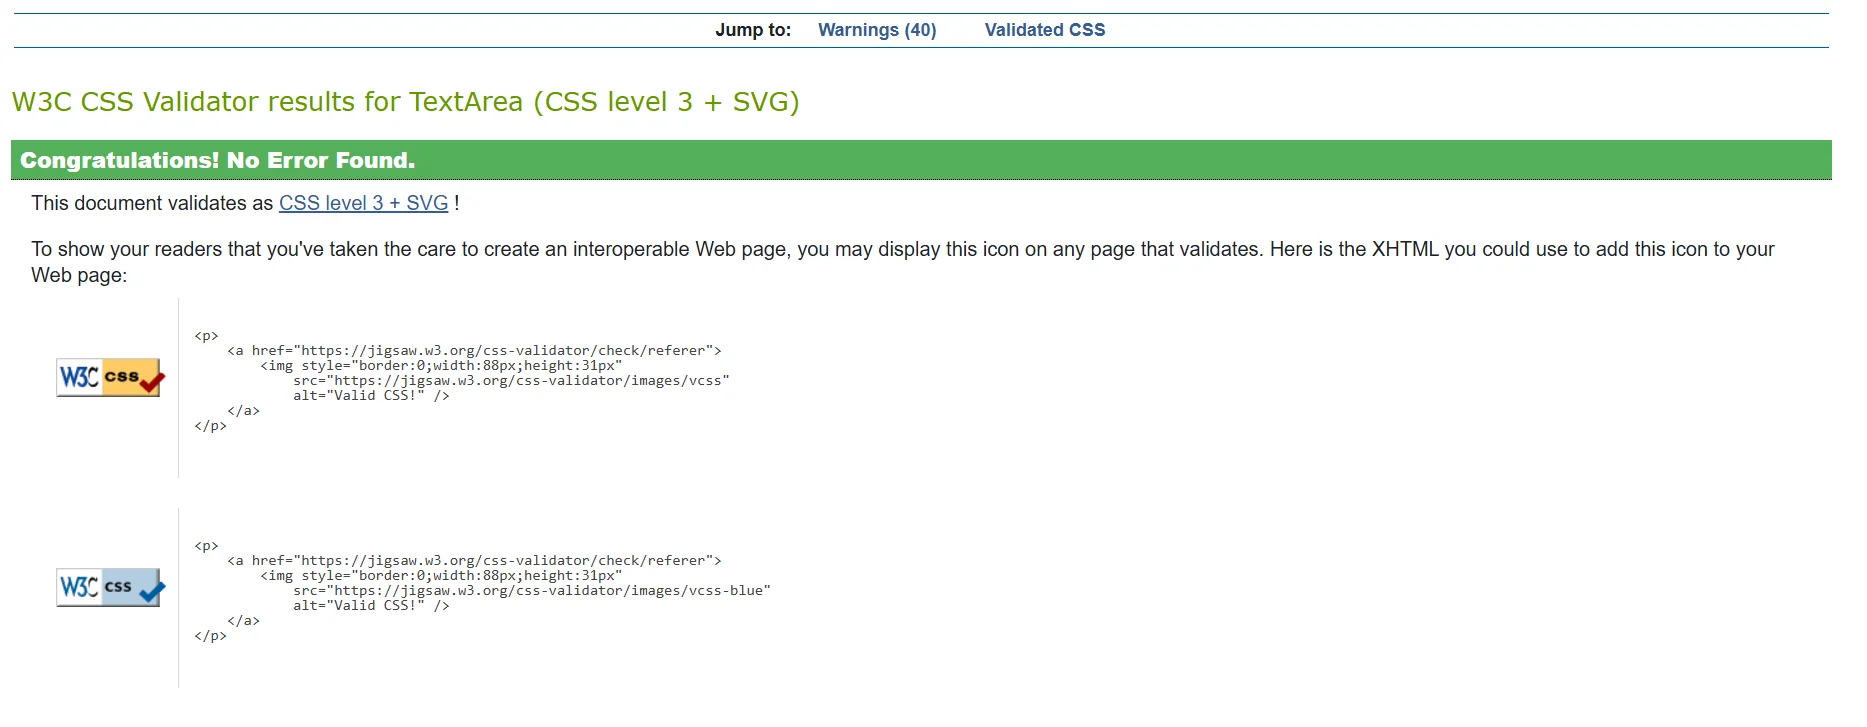 Jump to: Warnings (40) Validated CSS
W3C CSS Validator results for TextArea (CSS level 3 + SVG)
Congratulations! No Error Found.
This document validates as CSS level 3 + SVG !
To show your readers that you've taken the care to create an interoperable Web page, you may display this icon on any page that validates. Here is the XHTML you could use to add this icon to your
Web page:
<p>
<a href="https://jigsaw.w3.org/css-validator/check/referer">
<img style="border:0;width:88px;height:31px"
W3C css
src="https://jigsaw.w3.org/css-validator/images/vcss"
alt="Valid CSS!" />
</a>
</p>
<p>
<a href="https://jigsaw.w3.org/css-validator/check/referer">
<img style="border:0;width:88px;height:31px"
W3C css
src="https://jigsaw.w3.org/css-validator/images/vcss-blue"
alt="Valid CSS!" />
</a>
</p>